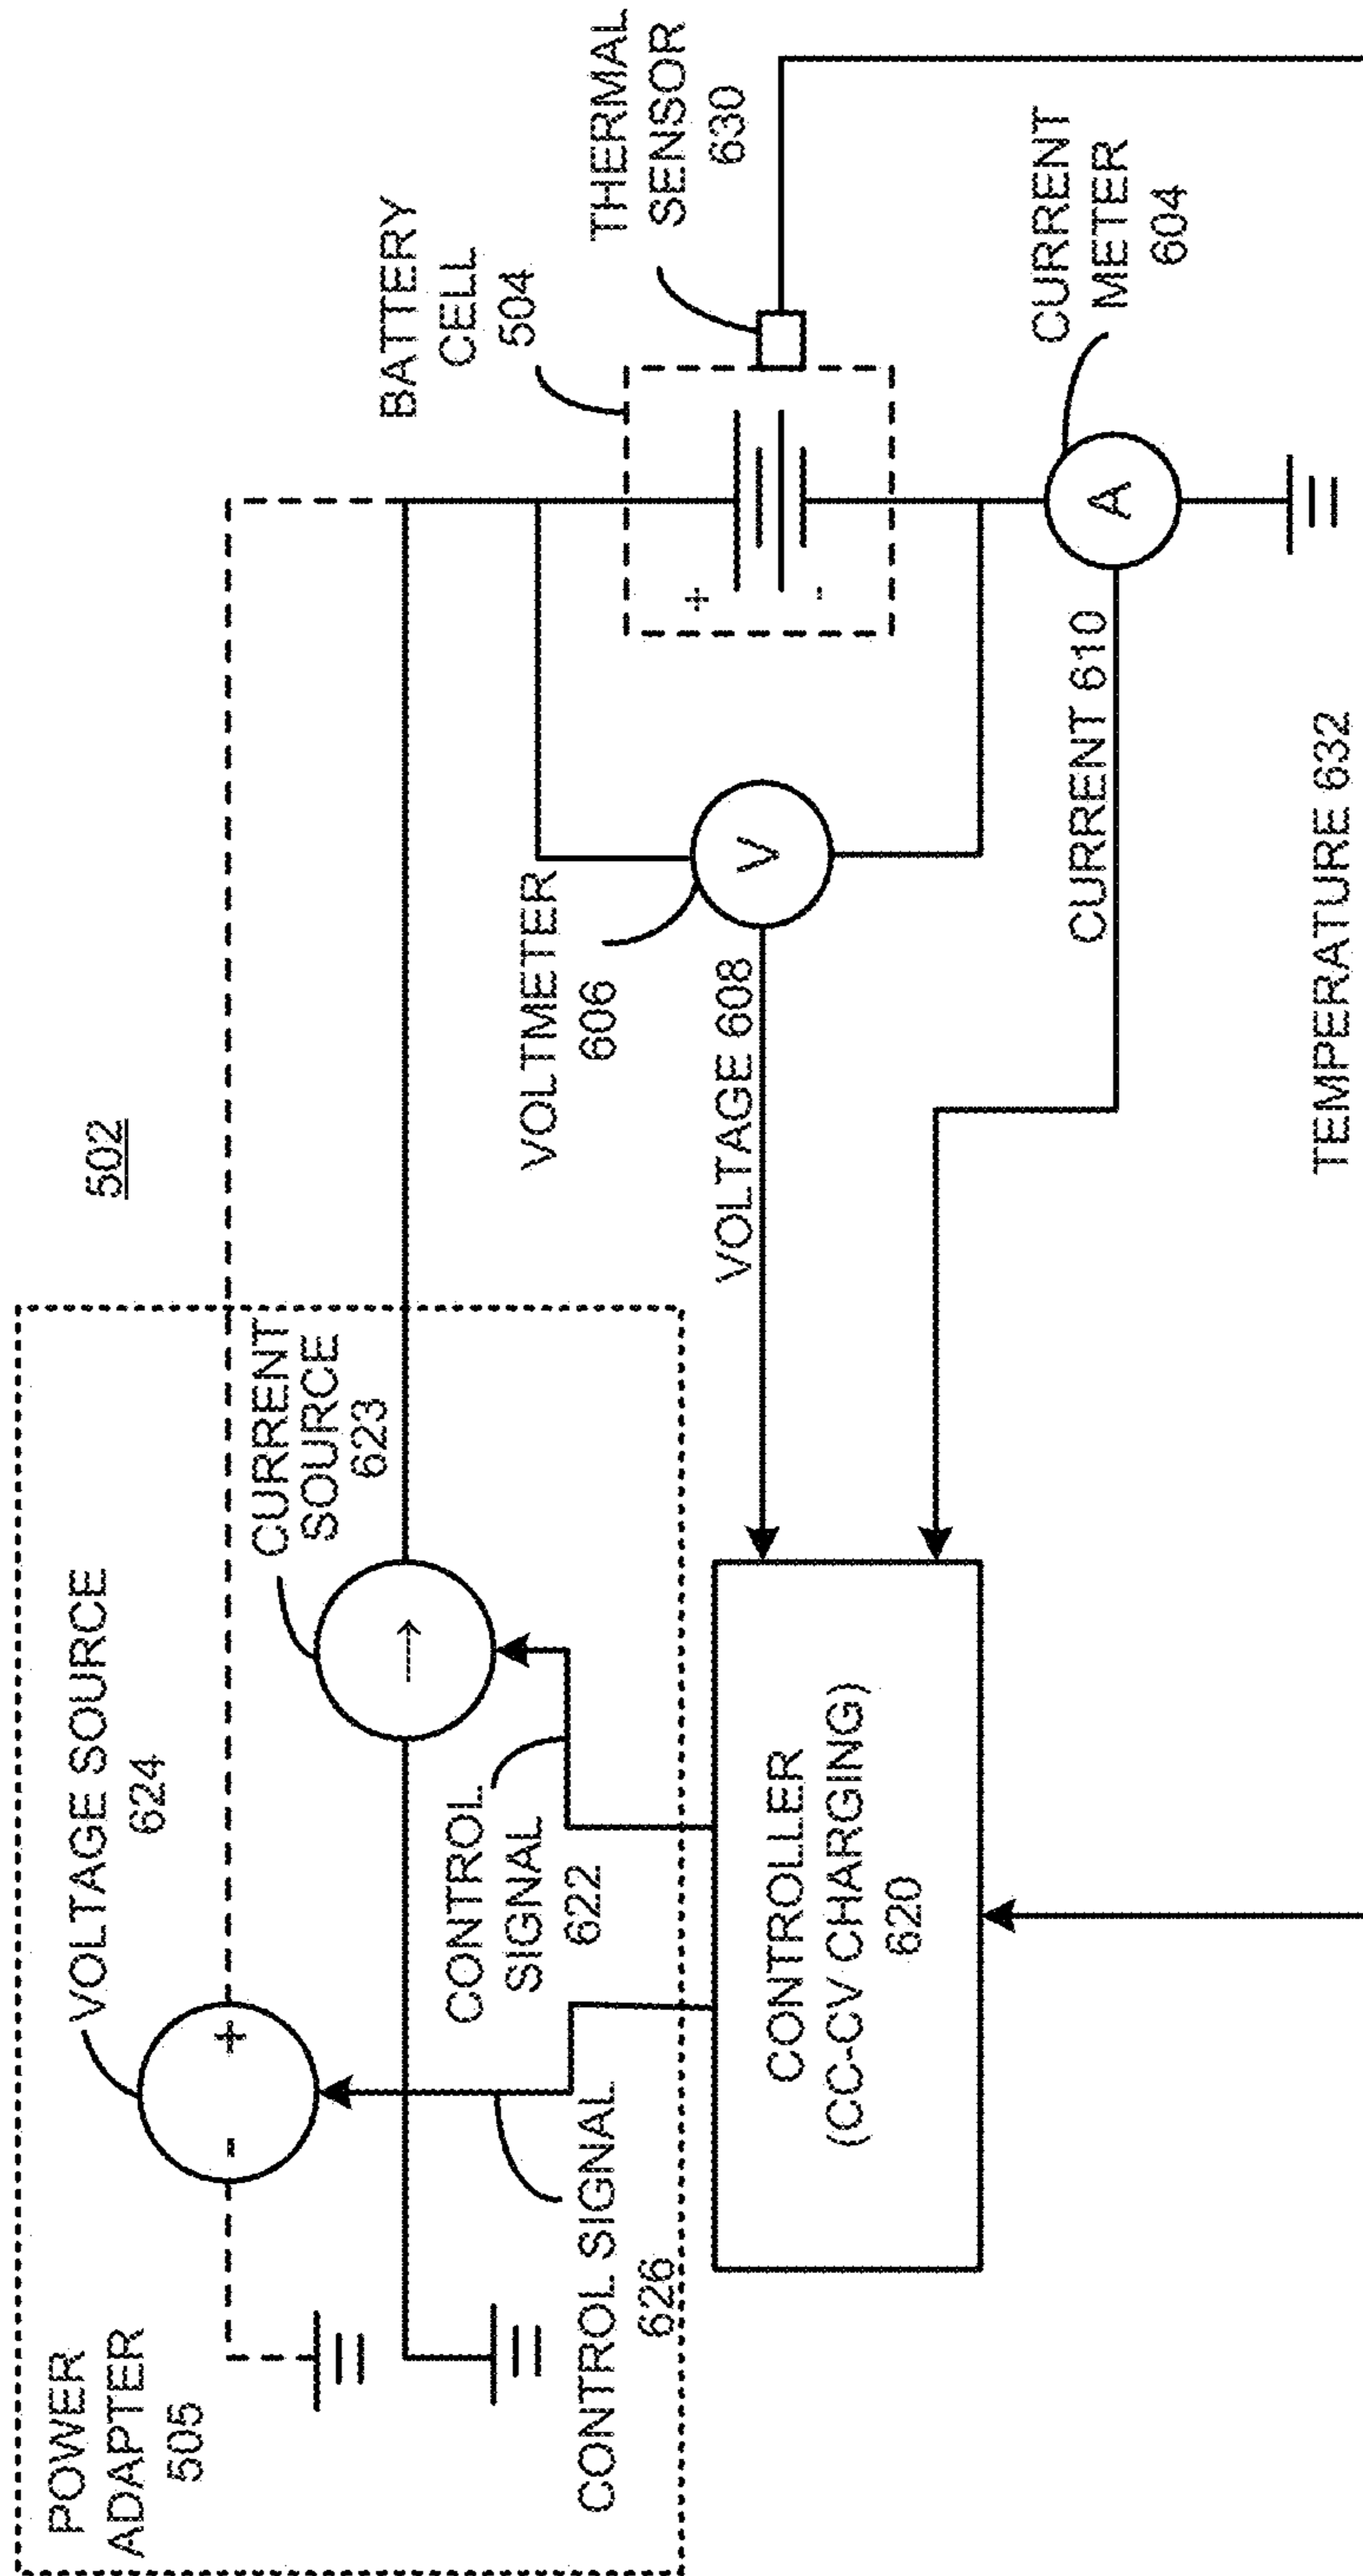 502
POWER
ADAPTER
505
VOLTAGE SOURCE
624
-
+
CURRENT
SOURCE
623
→
CONTROL
SIGNAL
622
CONTROL SIGNAL
626
CONTROLLER
(CC-CV CHARGING)
620
VOLTMETER
606
V
VOLTAGE 608
BATTERY
CELL
504
+
-
THERMAL
SENSOR
630
CURRENT
METER
604
A
CURRENT 610
TEMPERATURE 632